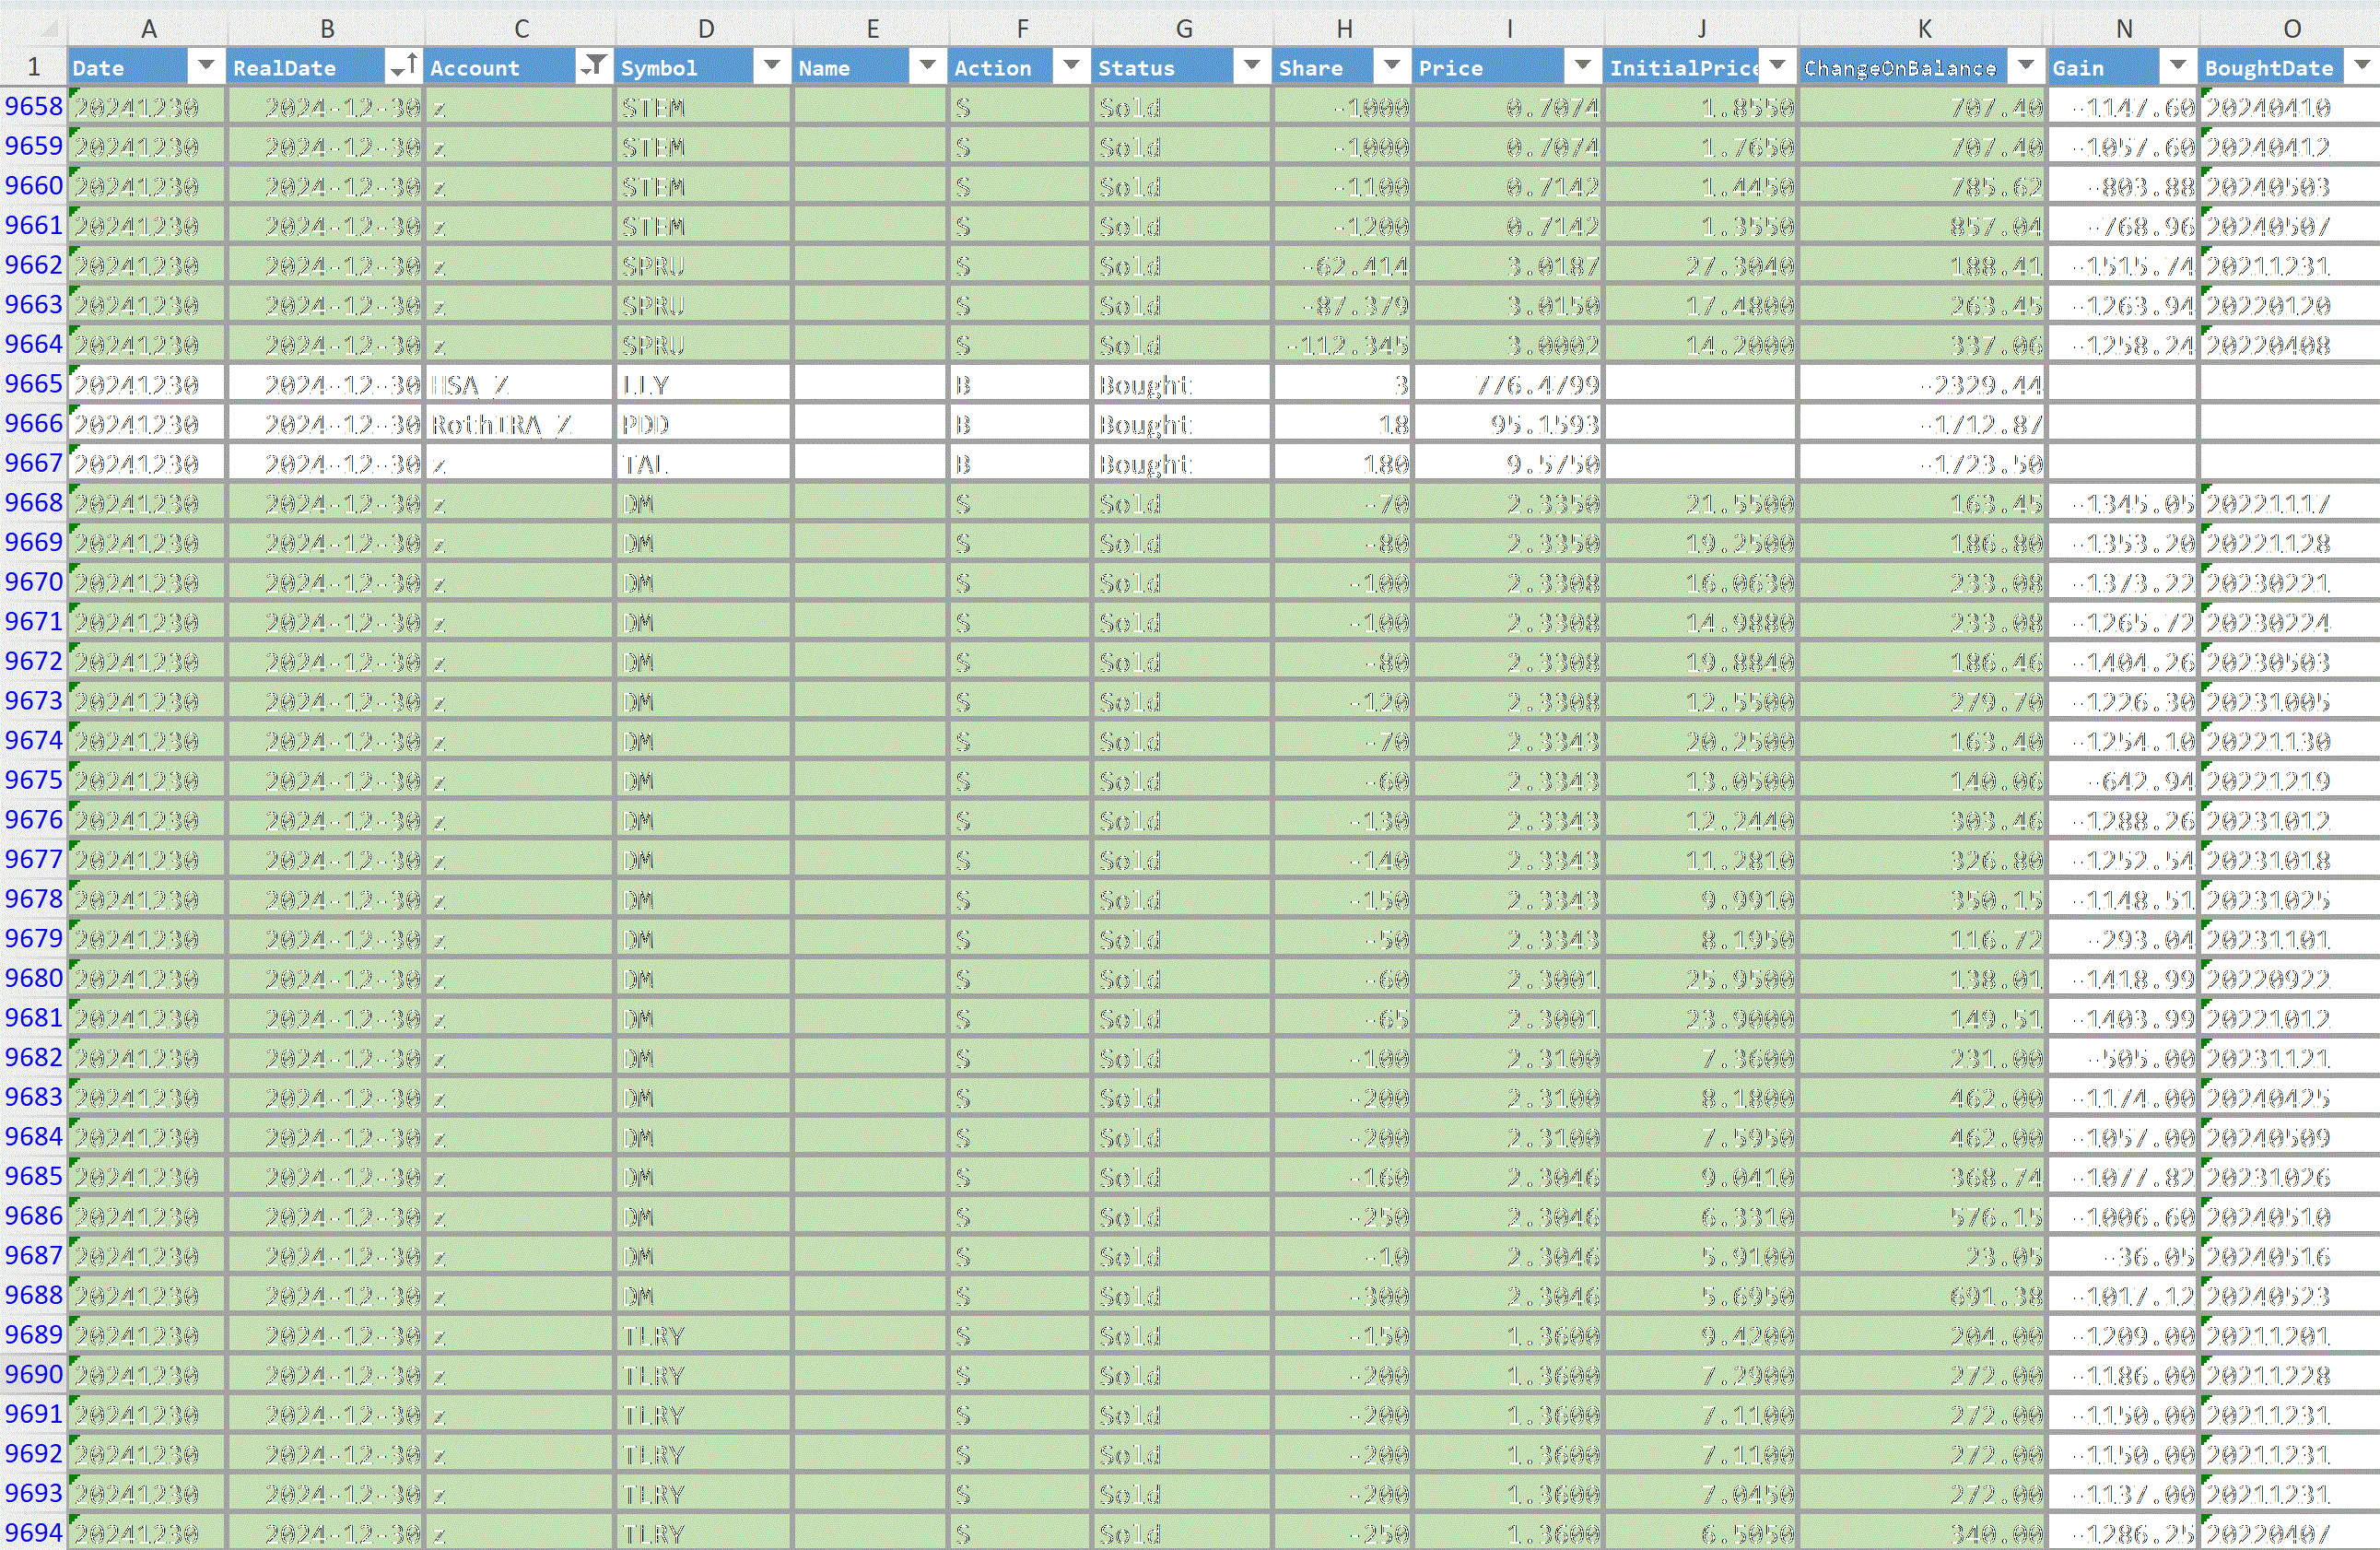 A B C D E F G H I J K N O
1 Date RealDate Account Symbol Name Action Status Share Price InitialPrice ChangeOnBalance Gain BoughtDate
9658 20241230 2024-12-30 z STEM S Sold -1000 0.7074 1.8550 707.40 -1147.60 20240410
9659 20241230 2024-12-30 z STEM S Sold -1000 0.7074 1.7650 707.40 -1057.60 20240412
9660 20241230 2024-12-30 z STEM S Sold -1100 0.7142 1.4450 785.62 -803.88 20240503
9661 20241230 2024-12-30 z STEM S Sold -1200 0.7142 1.3550 857.04 -768.96 20240507
9662 20241230 2024-12-30 z SPRU S Sold -62.414 3.0187 27.3040 188.41 -1515.74 20211231
9663 20241230 2024-12-30 z SPRU S Sold -87.379 3.0150 17.4800 263.45 -1263.94 20220120
9664 20241230 2024-12-30 z SPRU S Sold -112.345 3.0002 14.2000 337.06 -1258.24 20220408
9665 20241230 2024-12-30 HSA_Z LLY B Bought 3 776.4799 -2329.44
9666 20241230 2024-12-30 RothIRA_Z PDD B Bought 18 95.1593 -1712.87
9667 20241230 2024-12-30 z TAL B Bought 180 9.5750 -1723.50
9668 20241230 2024-12-30 z DM S Sold -70 2.3350 21.5500 163.45 -1345.05 20221117
9669 20241230 2024-12-30 z DM S Sold -80 2.3350 19.2500 186.80 -1353.20 20221128
9670 20241230 2024-12-30 z DM S Sold -100 2.3308 16.0630 233.08 -1373.22 20230221
9671 20241230 2024-12-30 z DM S Sold -100 2.3308 14.9880 233.08 -1265.72 20230224
9672 20241230 2024-12-30 z DM S Sold -80 2.3308 19.8840 186.46 -1404.26 20230503
9673 20241230 2024-12-30 z DM S Sold -120 2.3308 12.5500 279.70 -1226.30 20231005
9674 20241230 2024-12-30 z DM S Sold -70 2.3343 20.2500 163.40 -1254.10 20221130
9675 20241230 2024-12-30 z DM S Sold -60 2.3343 13.0500 140.06 -642.94 20221219
9676 20241230 2024-12-30 z DM S Sold -130 2.3343 12.2440 303.46 -1288.26 20231012
9677 20241230 2024-12-30 z DM S Sold -140 2.3343 11.2810 326.80 -1252.54 20231018
9678 20241230 2024-12-30 z DM S Sold -150 2.3343 9.9910 350.15 -1148.51 20231025
9679 20241230 2024-12-30 z DM S Sold -50 2.3343 8.1950 116.72 -293.04 20231101
9680 20241230 2024-12-30 z DM S Sold -60 2.3001 25.9500 138.01 -1418.99 20220922
9681 20241230 2024-12-30 z DM S Sold -65 2.3001 23.9000 149.51 -1403.99 20221012
9682 20241230 2024-12-30 z DM S Sold -100 2.3100 7.3600 231.00 -505.00 20231121
9683 20241230 2024-12-30 z DM S Sold -200 2.3100 8.1800 462.00 -1174.00 20240425
9684 20241230 2024-12-30 z DM S Sold -200 2.3100 7.5950 462.00 -1057.00 20240509
9685 20241230 2024-12-30 z DM S Sold -160 2.3046 9.0410 368.74 -1077.82 20231026
9686 20241230 2024-12-30 z DM S Sold -250 2.3046 6.3310 576.15 -1006.60 20240510
9687 20241230 2024-12-30 z DM S Sold -10 2.3046 5.9100 23.05 -36.05 20240516
9688 20241230 2024-12-30 z DM S Sold -300 2.3046 5.6950 691.38 -1017.12 20240523
9689 20241230 2024-12-30 z TLRY S Sold -150 1.3600 9.4200 204.00 -1209.00 20211201
9690 20241230 2024-12-30 z TLRY S Sold -200 1.3600 7.2900 272.00 -1186.00 20211228
9691 20241230 2024-12-30 z TLRY S Sold -200 1.3600 7.1100 272.00 -1150.00 20211231
9692 20241230 2024-12-30 z TLRY S Sold -200 1.3600 7.1100 272.00 -1150.00 20211231
9693 20241230 2024-12-30 z TLRY S Sold -200 1.3600 7.0450 272.00 -1137.00 20211231
9694 20241230 2024-12-30 z TLRY S Sold -250 1.3600 6.5050 340.00 -1286.25 20220407